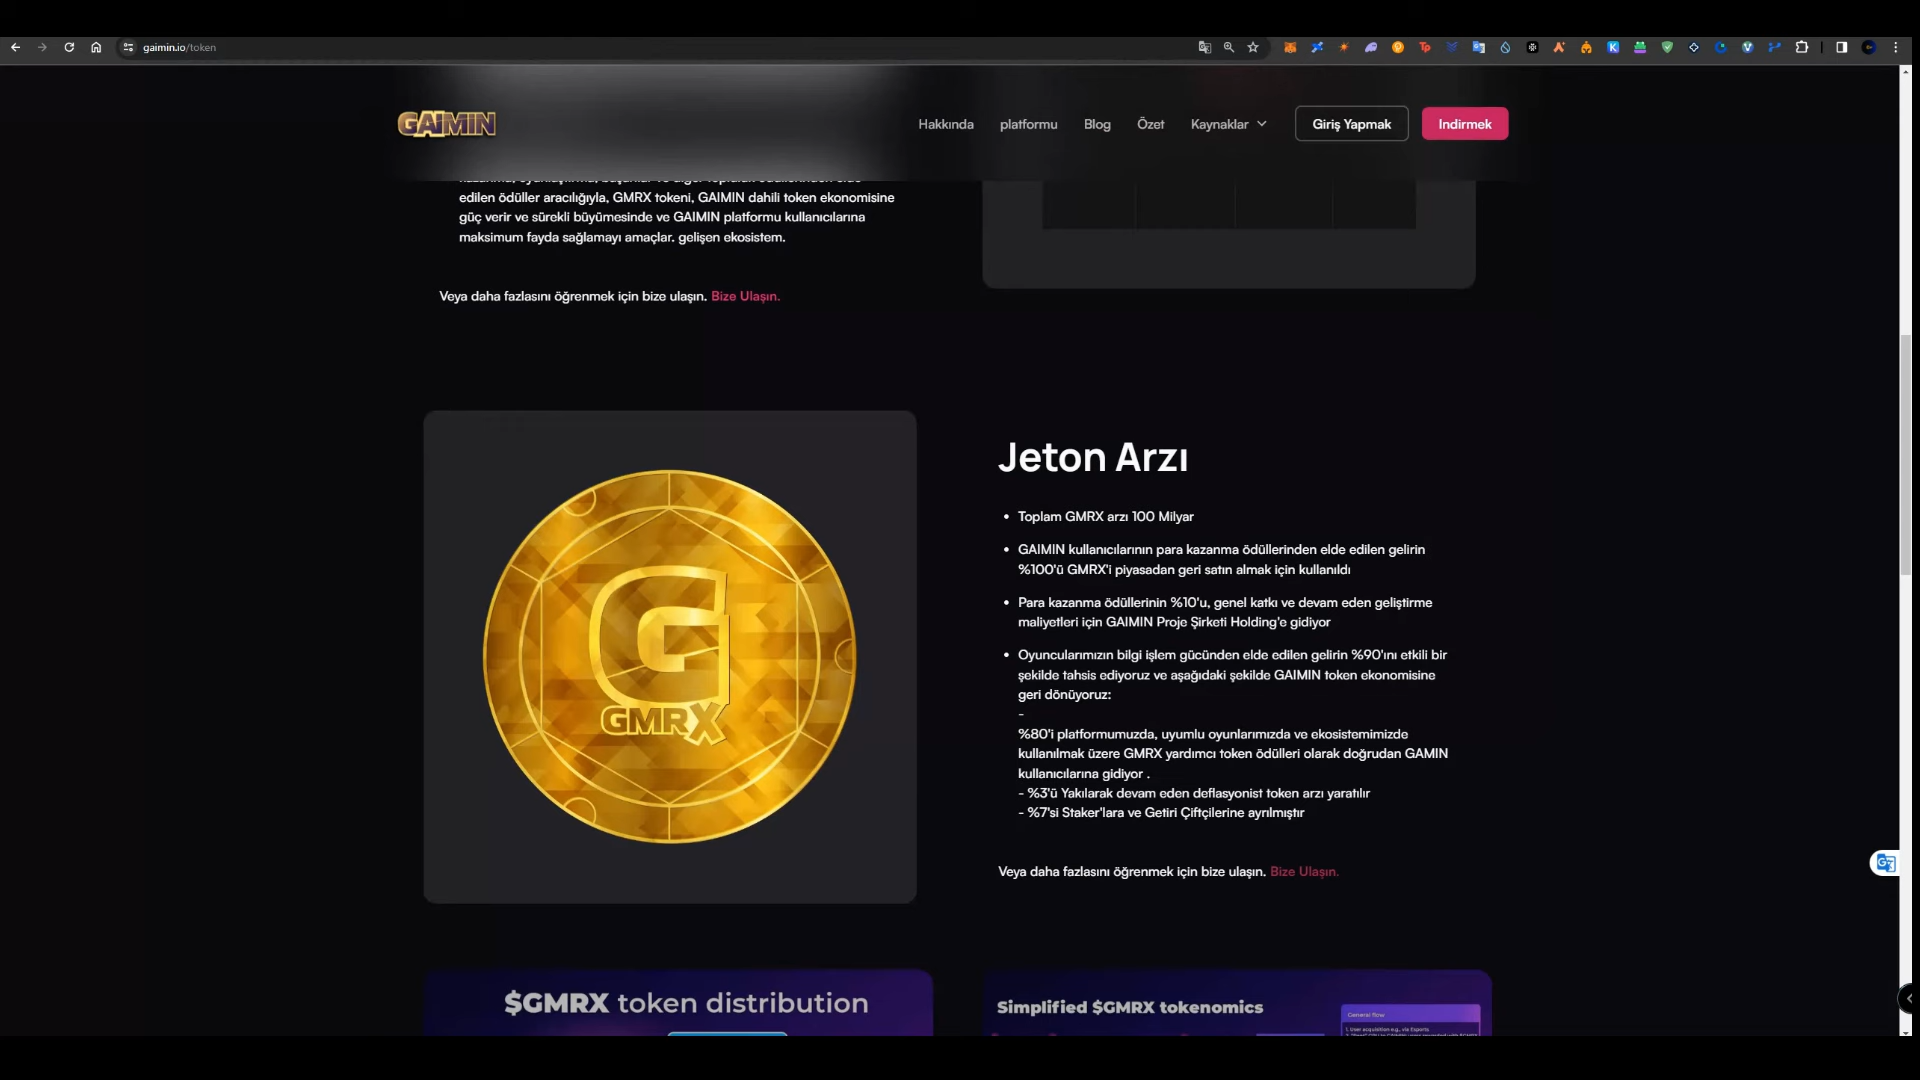 gaimin.io/token
GAIMIN
Hakkında
platformu
Blog
Özet
Kaynaklar
Giriş Yapmak
Indirmek
edilen ödüller aracılığıyla, GMRX tokeni, GAIMIN dahili token ekonomisine
güç verir ve sürekli büyümesinde ve GAIMIN platformu kullanıcılarına
maksimum fayda sağlamayı amaçlar. gelişen ekosistem.
Veya daha fazlasını öğrenmek için bize ulaşın. Bize Ulaşın.
G
GMRX
Jeton Arzı
• Toplam GMRX arzı 100 Milyar
• GAIMIN kullanıcılarının para kazanma ödüllerinden elde edilen gelirin
%100'ü GMRX'i piyasadan geri satın almak için kullanıldı
• Para kazanma ödüllerinin %10'u, genel katkı ve devam eden geliştirme
maliyetleri için GAIMIN Proje Şirketi Holding'e gidiyor
• Oyuncularımızın bilgi işlem gücünden elde edilen gelirin %90'ını etkili bir
şekilde tahsis ediyoruz ve aşağıdaki şekilde GAIMIN token ekonomisine
geri dönüyoruz:
-
%80'i platformumuzda, uyumlu oyunlarımızda ve ekosistemimizde
kullanılmak üzere GMRX yardımcı token ödülleri olarak doğrudan GAMIN
kullanıcılarına gidiyor .
- %3'ü Yakılarak devam eden deflasyonist token arzı yaratılır
- %7'si Staker'lara ve Getiri Çiftçilerine ayrılmıştır
Veya daha fazlasını öğrenmek için bize ulaşın. Bize Ulaşın.
$GMRX token distribution
Simplified $GMRX tokenomics
General flow
1. User acquisition e.g., via Esports